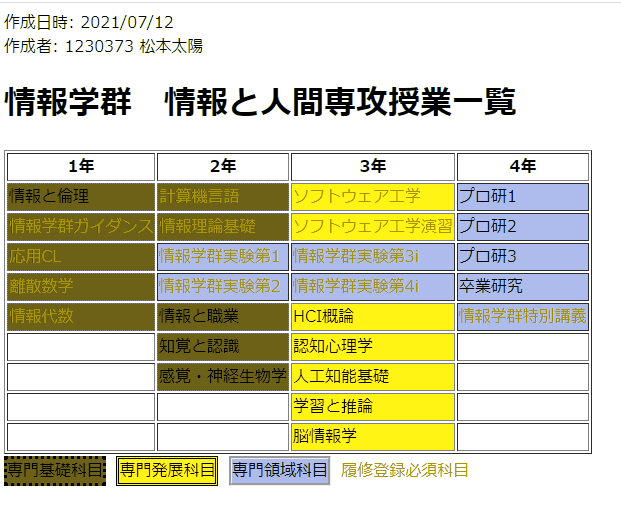 作成日時: 2021/07/12
作成者: 1230373 松本太陽
情報学群　情報と人間専攻授業一覧
1年 2年 3年 4年
情報と倫理 計算機言語 ソフトウェア工学 プロ研1
情報学群ガイダンス 情報理論基礎 ソフトウェア工学演習 プロ研2
応用CL 情報学群実験第1 情報学群実験第3i プロ研3
離散数学 情報学群実験第2 情報学群実験第4i 卒業研究
情報代数 情報と職業 HCI概論 情報学群特別講義
知覚と認識 認知心理学
感覚・神経生物学 人工知能基礎
学習と推論
脳情報学
専門基礎科目 専門発展科目 専門領域科目 履修登録必須科目